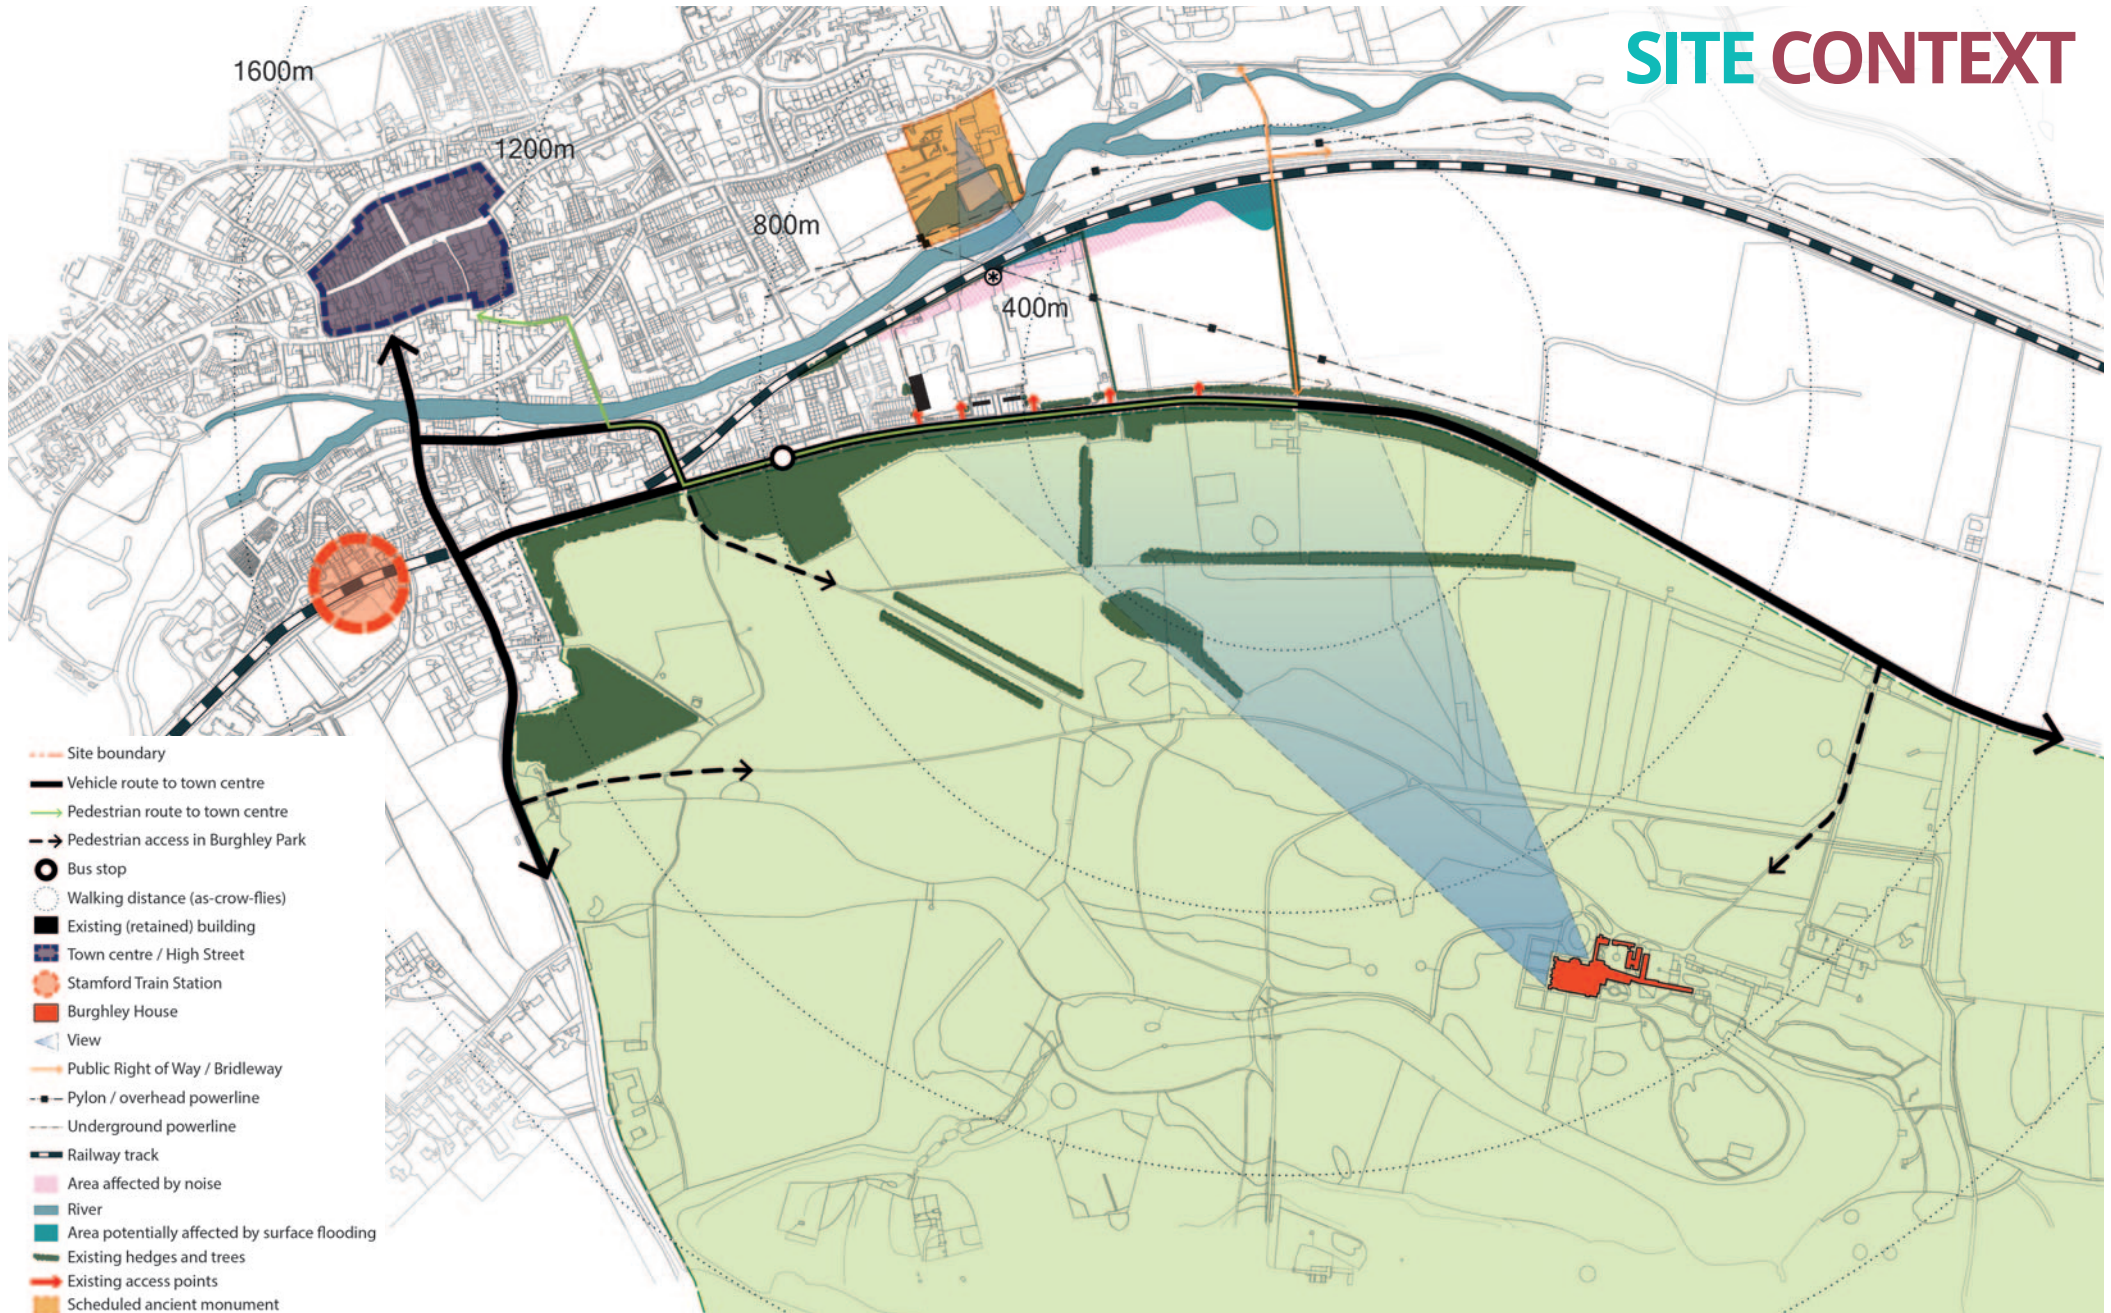 SITE CONTEXT
1600m
1200m
800m
400m
Site boundary
Vehicle route to town centre
Pedestrian route to town centre
Pedestrian access in Burghley Park
Bus stop
Walking distance (as-crow-flies)
Existing (retained) building
Town centre / High Street
Stamford Train Station
Burghley House
View
Public Right of Way / Bridleway
Pylon / overhead powerline
Underground powerline
Railway track
Area affected by noise
River
Area potentially affected by surface flooding
Existing hedges and trees
Existing access points
Scheduled ancient monument